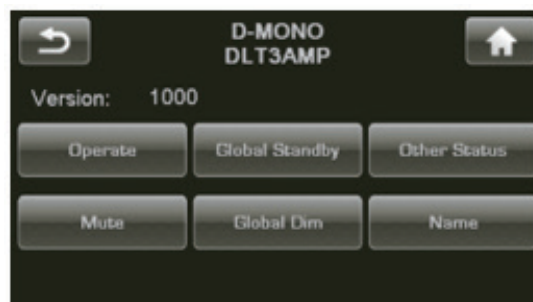 D-MONO
DLT3AMP
Version: 1000
Operate Global Standby Other Status
Mute Global Dim Name